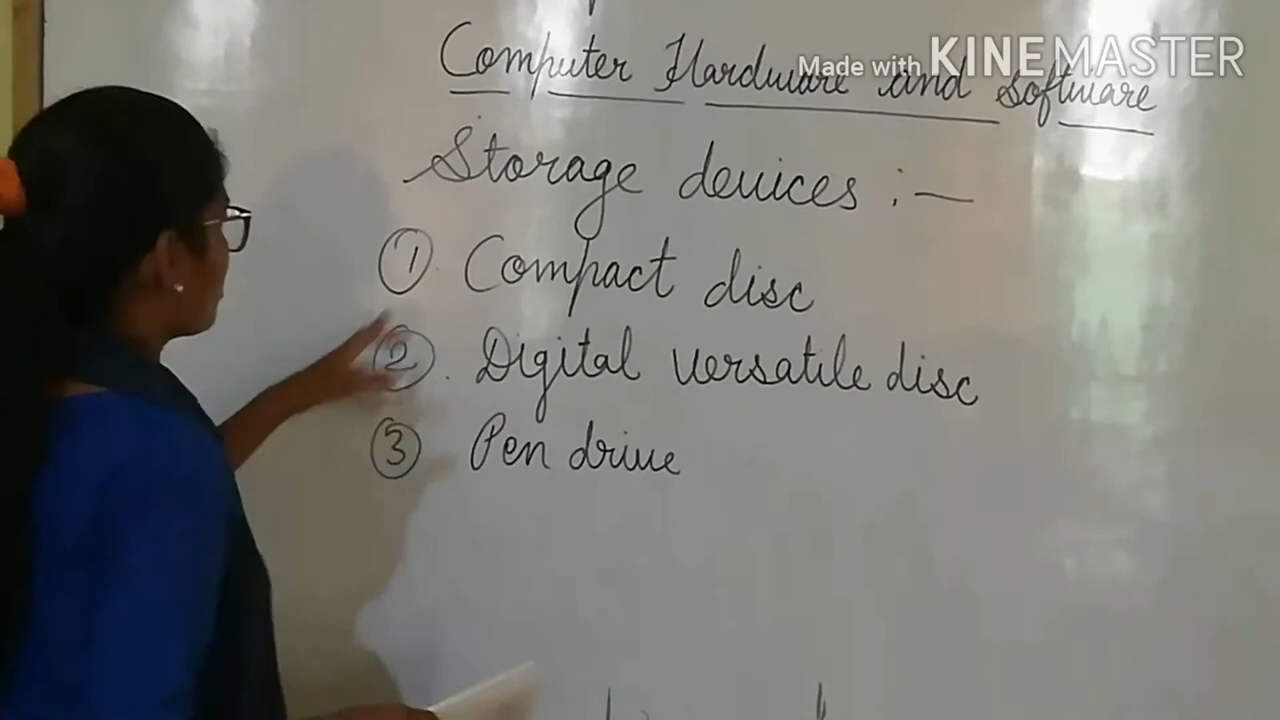 Computer Hardware and Software
Made with KINEMASTER
Storage devices :—
① Compact disc
② . Digital versatile disc
③ Pen drive